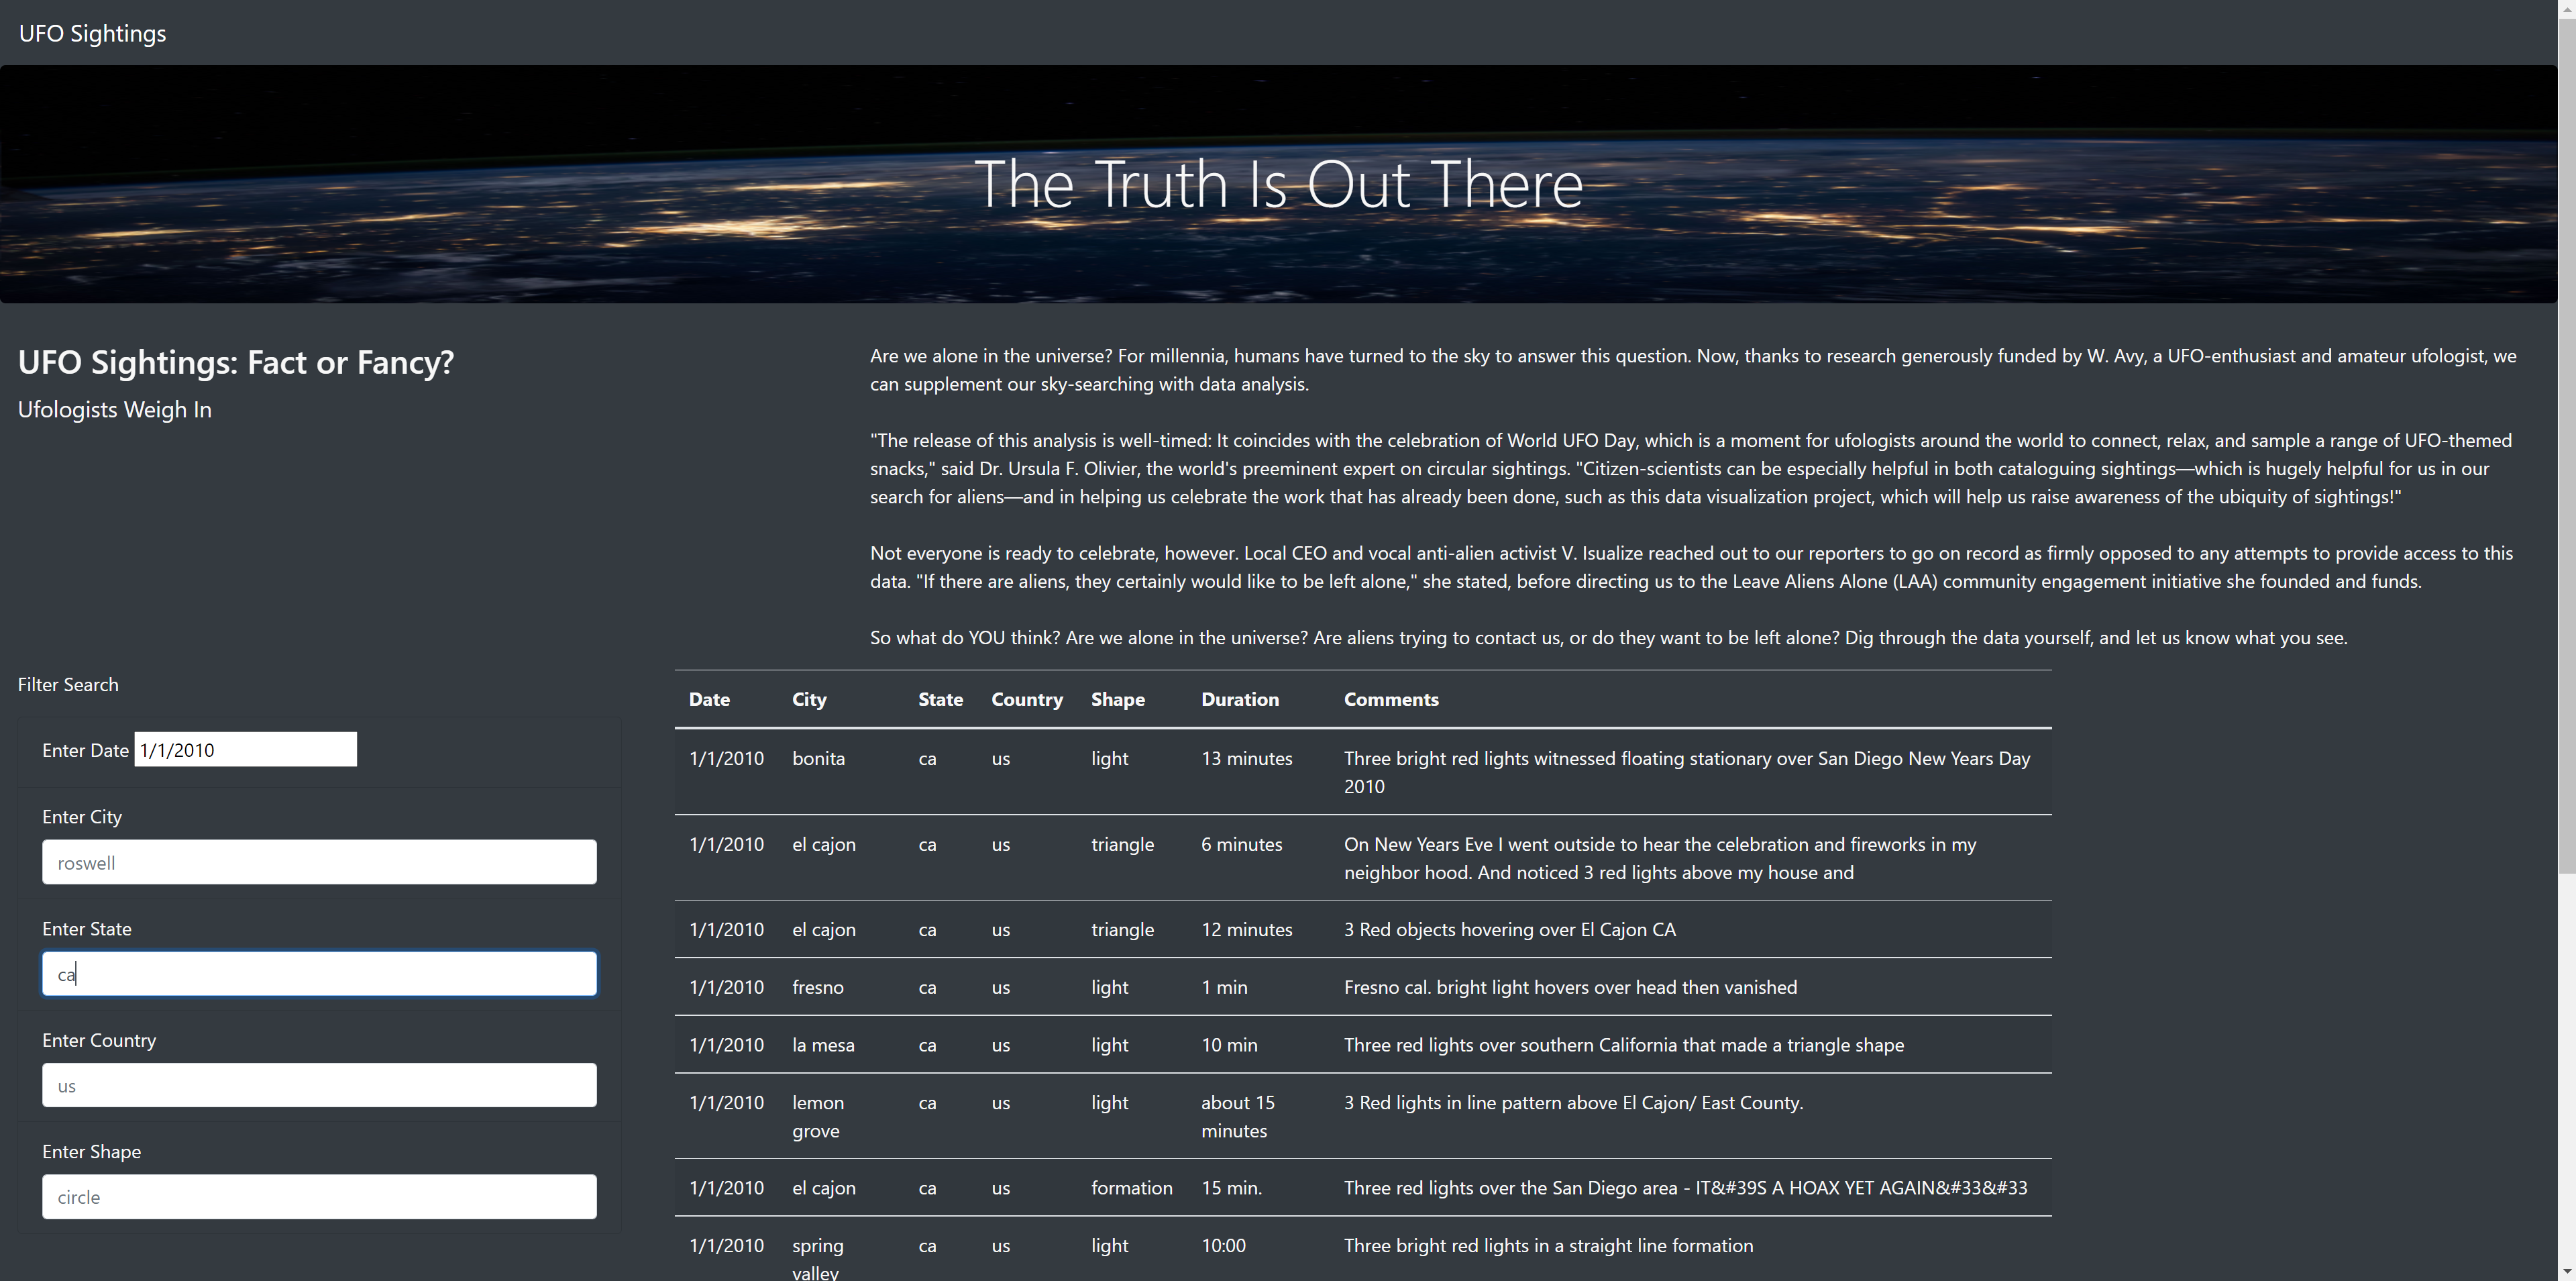 UFO Sightings
The Truth Is Out There
UFO Sightings: Fact or Fancy?
Ufologists Weigh In
Are we alone in the universe? For millennia, humans have turned to the sky to answer this question. Now, thanks to research generously funded by W. Avy, a UFO-enthusiast and amateur ufologist, we
can supplement our sky-searching with data analysis.
"The release of this analysis is well-timed: It coincides with the celebration of World UFO Day, which is a moment for ufologists around the world to connect, relax, and sample a range of UFO-themed
snacks," said Dr. Ursula F. Olivier, the world's preeminent expert on circular sightings. "Citizen-scientists can be especially helpful in both cataloguing sightings—which is hugely helpful for us in our
search for aliens—and in helping us celebrate the work that has already been done, such as this data visualization project, which will help us raise awareness of the ubiquity of sightings!"
Not everyone is ready to celebrate, however. Local CEO and vocal anti-alien activist V. Isualize reached out to our reporters to go on record as firmly opposed to any attempts to provide access to this
data. "If there are aliens, they certainly would like to be left alone," she stated, before directing us to the Leave Aliens Alone (LAA) community engagement initiative she founded and funds.
So what do YOU think? Are we alone in the universe? Are aliens trying to contact us, or do they want to be left alone? Dig through the data yourself, and let us know what you see.
Filter Search
Enter Date 1/1/2010
Enter City
roswell
Enter State
ca
Enter Country
us
Enter Shape
circle
Date City State Country Shape Duration Comments
1/1/2010 bonita ca us light 13 minutes Three bright red lights witnessed floating stationary over San Diego New Years Day
2010
1/1/2010 el cajon ca us triangle 6 minutes On New Years Eve I went outside to hear the celebration and fireworks in my
neighbor hood. And noticed 3 red lights above my house and
1/1/2010 el cajon ca us triangle 12 minutes 3 Red objects hovering over El Cajon CA
1/1/2010 fresno ca us light 1 min Fresno cal. bright light hovers over head then vanished
1/1/2010 la mesa ca us light 10 min Three red lights over southern California that made a triangle shape
1/1/2010 lemon ca us light about 15 3 Red lights in line pattern above El Cajon/ East County.
grove minutes
1/1/2010 el cajon ca us formation 15 min. Three red lights over the San Diego area - IT&#39S A HOAX YET AGAIN&#33&#33
1/1/2010 spring ca us light 10:00 Three bright red lights in a straight line formation
valley